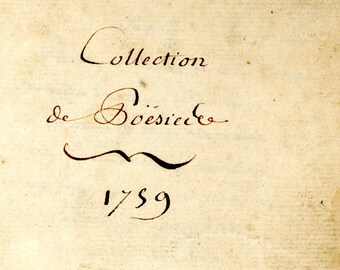 Collection
de Poësie &
1759